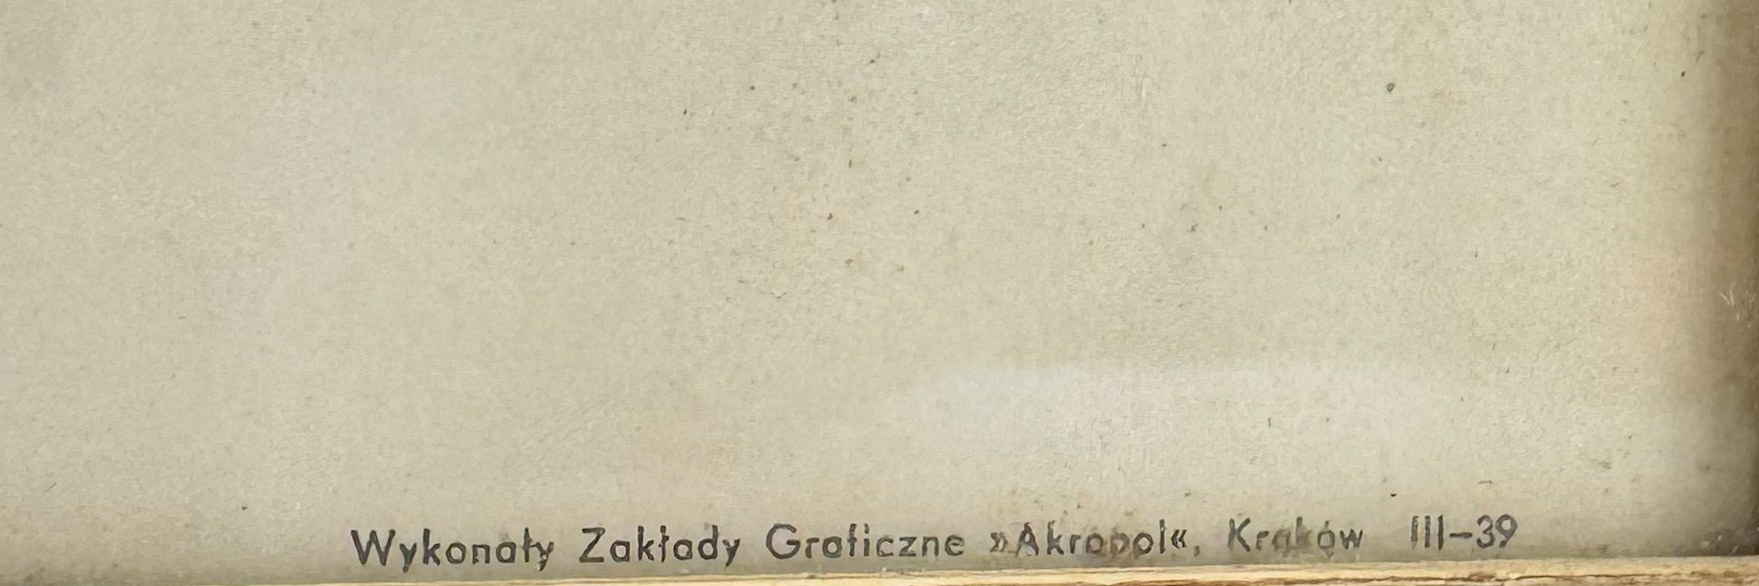 Wykonały Zakłady Graficzne »Akropol«, Kraków III–39